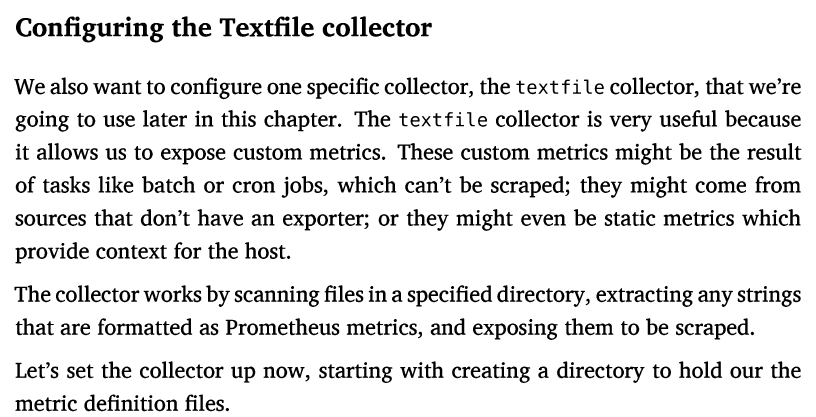 Configuring the Textfile collector
We also want to configure one specific collector, the textfile collector, that we're
going to use later in this chapter. The textfile collector is very useful because
it allows us to expose custom metrics. These custom metrics might be the result
of tasks like batch or cron jobs, which can't be scraped; they might come from
sources that don't have an exporter; or they might even be static metrics which
provide context for the host.
The collector works by scanning files in a specified directory, extracting any strings
that are formatted as Prometheus metrics, and exposing them to be scraped.
Let's set the collector up now, starting with creating a directory to hold our the
metric definition files.